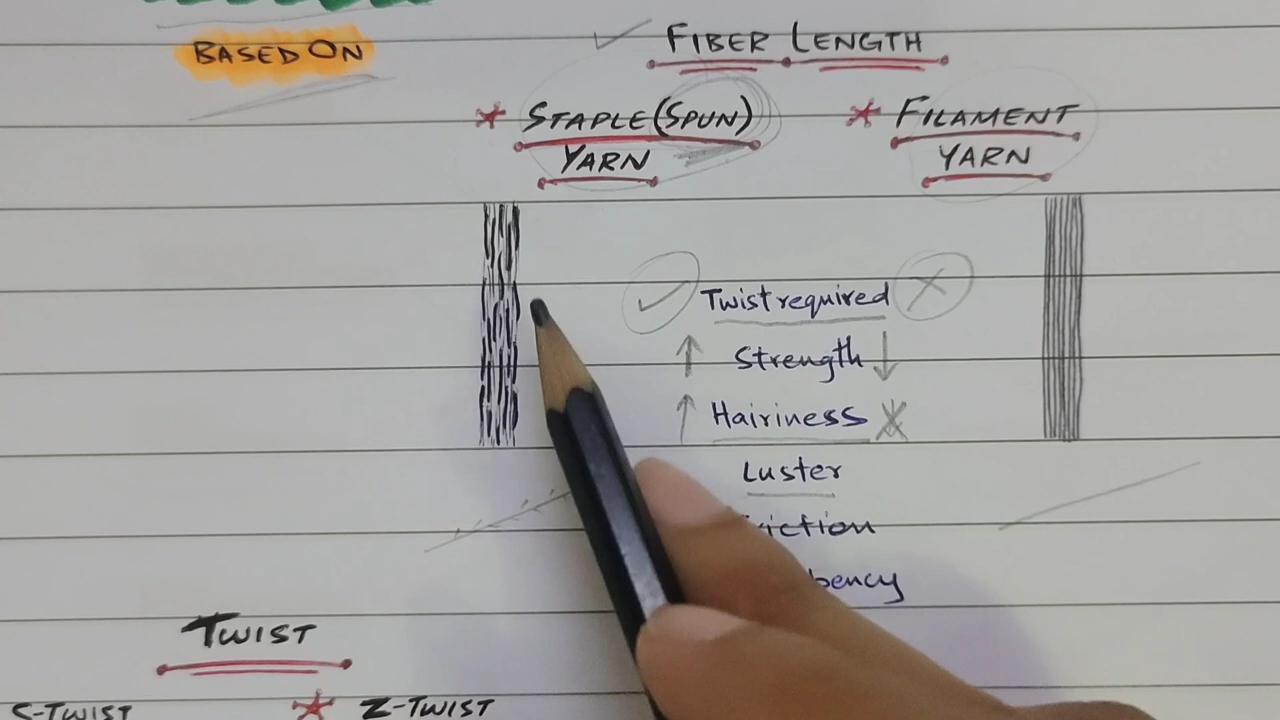 BASED ON
FIBER LENGTH
STAPLE (SPUN) YARN
FILAMENT YARN
Twist required
Strength
Hairiness
Luster
TWIST
S-TWIST
Z-TWIST